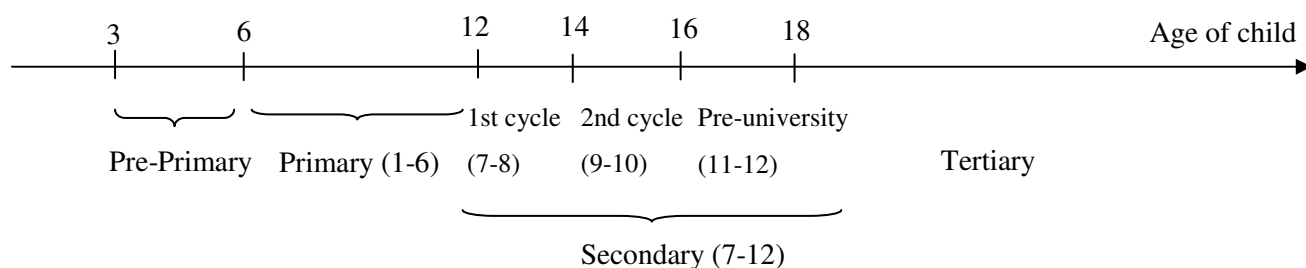 3 6 12 14 16 18 Age of child
1st cycle 2nd cycle Pre-university
Pre-Primary Primary (1-6) (7-8) (9-10) (11-12) Tertiary
Secondary (7-12)